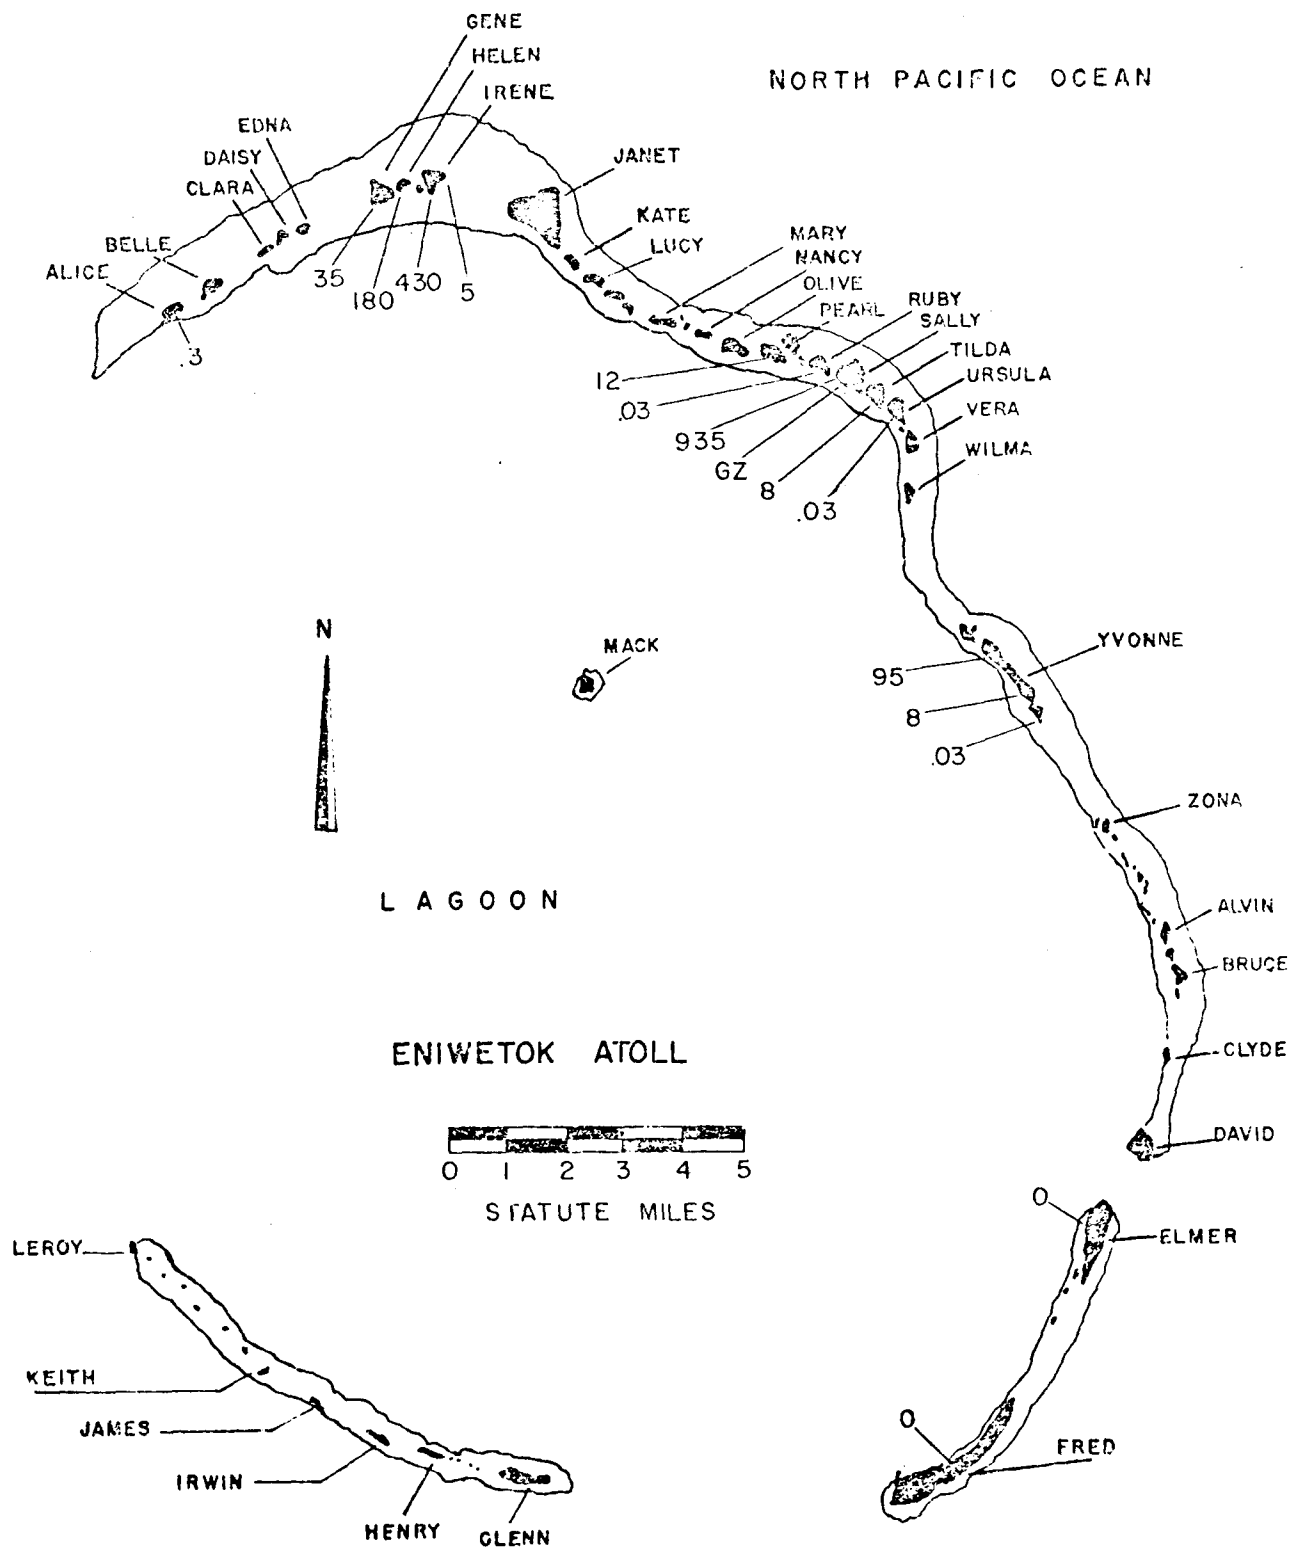 GENE
HELEN
IRENE
NORTH PACIFIC OCEAN
EDNA
DAISY
CLARA
JANET
KATE
BELLE
LUCY
MARY
NANCY
ALICE
OLIVE
PEARL
RUBY
SALLY
35
180
430
5
.3
TILDA
URSULA
VERA
WILMA
12
.03
935
GZ
8
.03
N
MACK
YVONNE
95
8
.03
ZONA
LAGOON
ALVIN
BRUCE
CLYDE
ENIWETOK ATOLL
DAVID
0 1 2 3 4 5
STATUTE MILES
0
ELMER
LEROY
KEITH
JAMES
IRWIN
HENRY
GLENN
0
FRED